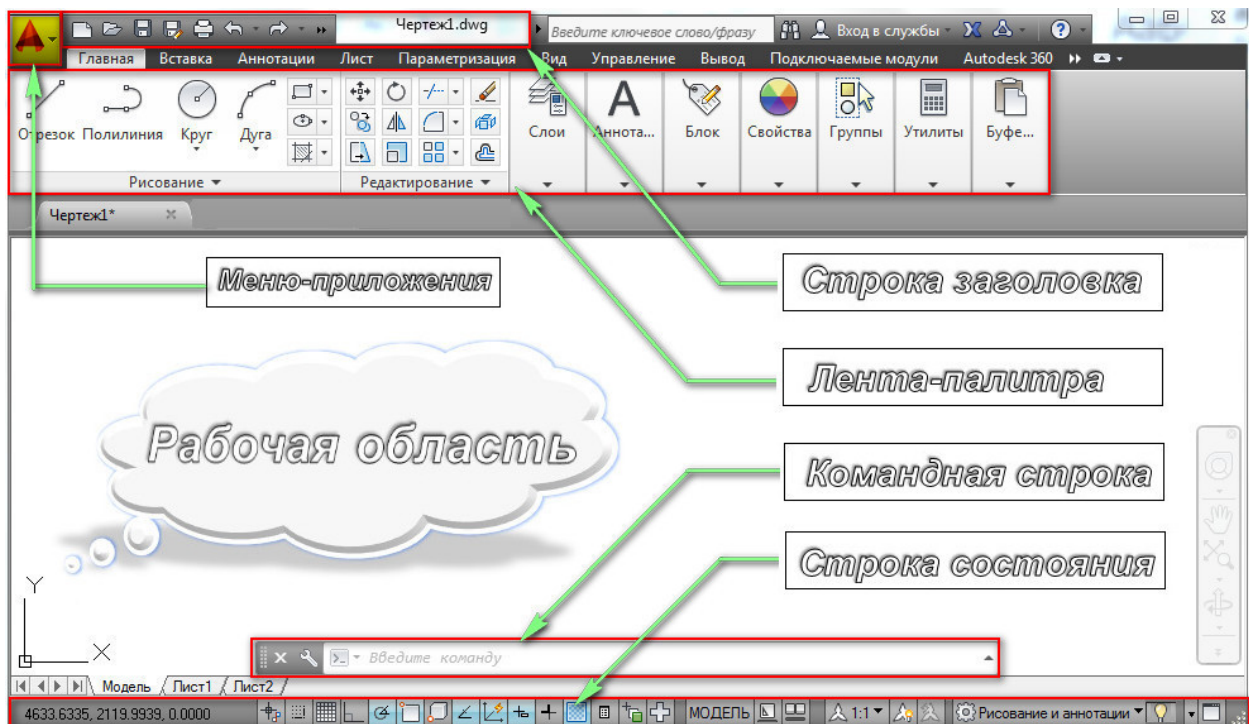 Чертеж1.dwg
Введите ключевое слово/фразу
Вход в службы
Главная Вставка Аннотации Лист Параметризация Вид Управление Вывод Подключаемые модули Autodesk 360
Отрезок Полилиния Круг Дуга
Слои Аннота... Блок Свойства Группы Утилиты Буфе...
Рисование Редактирование
Чертеж1*
Меню-приложения
Строка заголовка
Лента-палитра
Рабочая область
Командная строка
Строка состояния
Y
X
Введите команду
Модель Лист1 Лист2
4633.6335, 2119.9939, 0.0000 МОДЕЛЬ 1:1 Рисование и аннотации